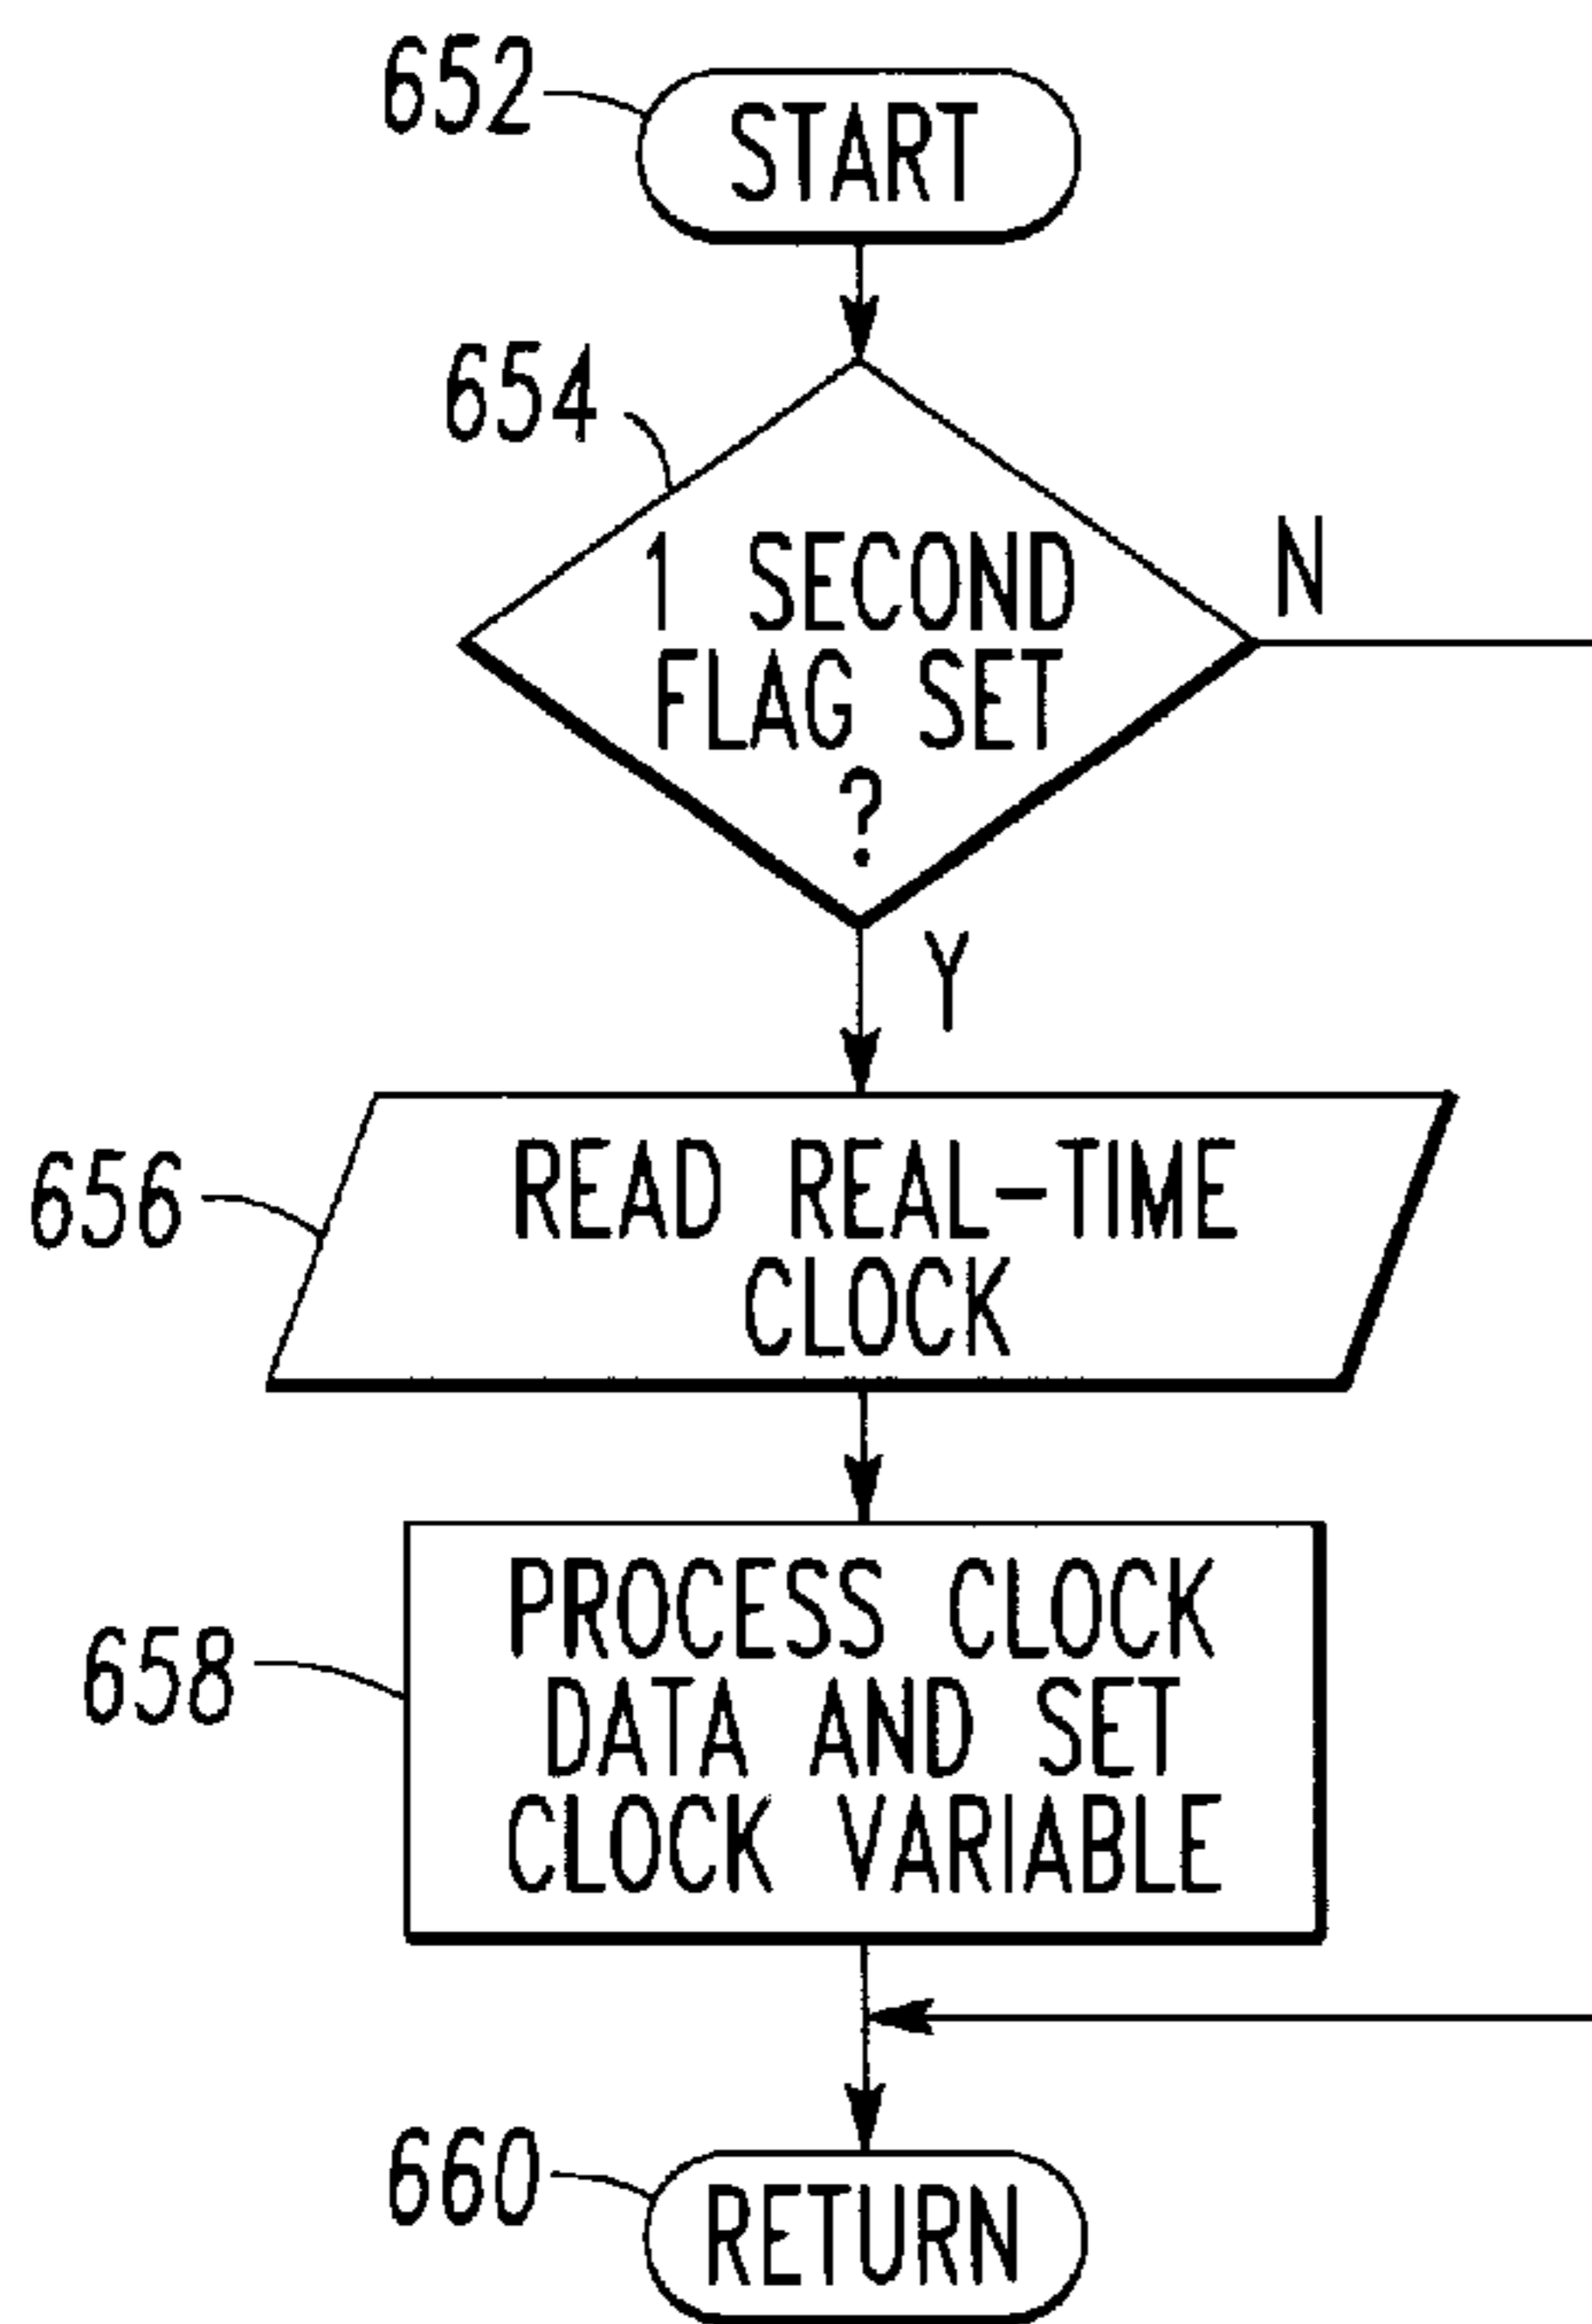 652
START
654
1 SECOND
FLAG SET
?
N
Y
656
READ REAL-TIME
CLOCK
658
PROCESS CLOCK
DATA AND SET
CLOCK VARIABLE
660
RETURN